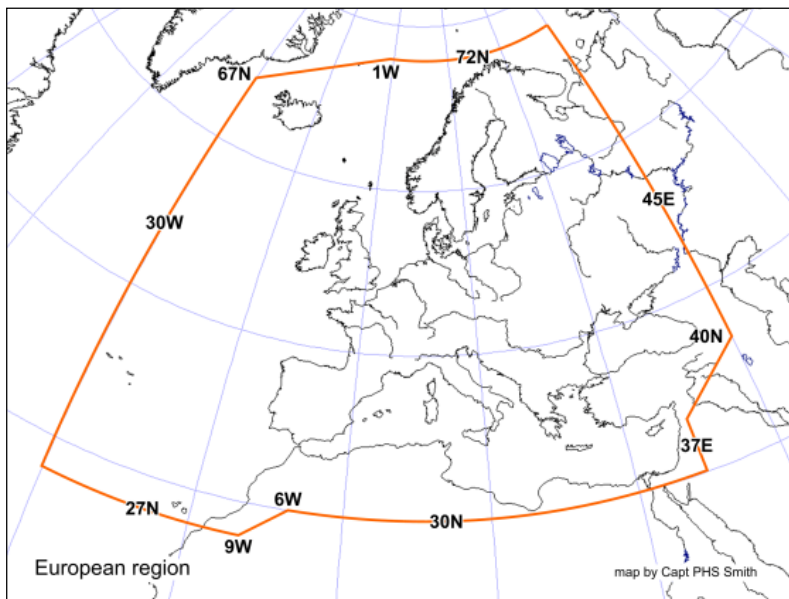 72N
67N
1W
45E
30W
40N
37E
6W
27N
30N
9W
European region
map by Capt PHS Smith